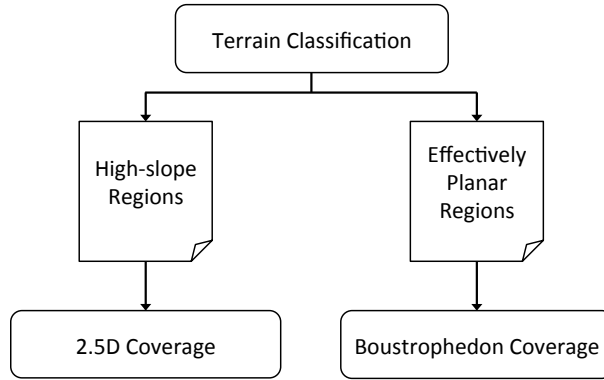 Terrain Classification
High-slope
Regions
Effectively
Planar
Regions
2.5D Coverage
Boustrophedon Coverage